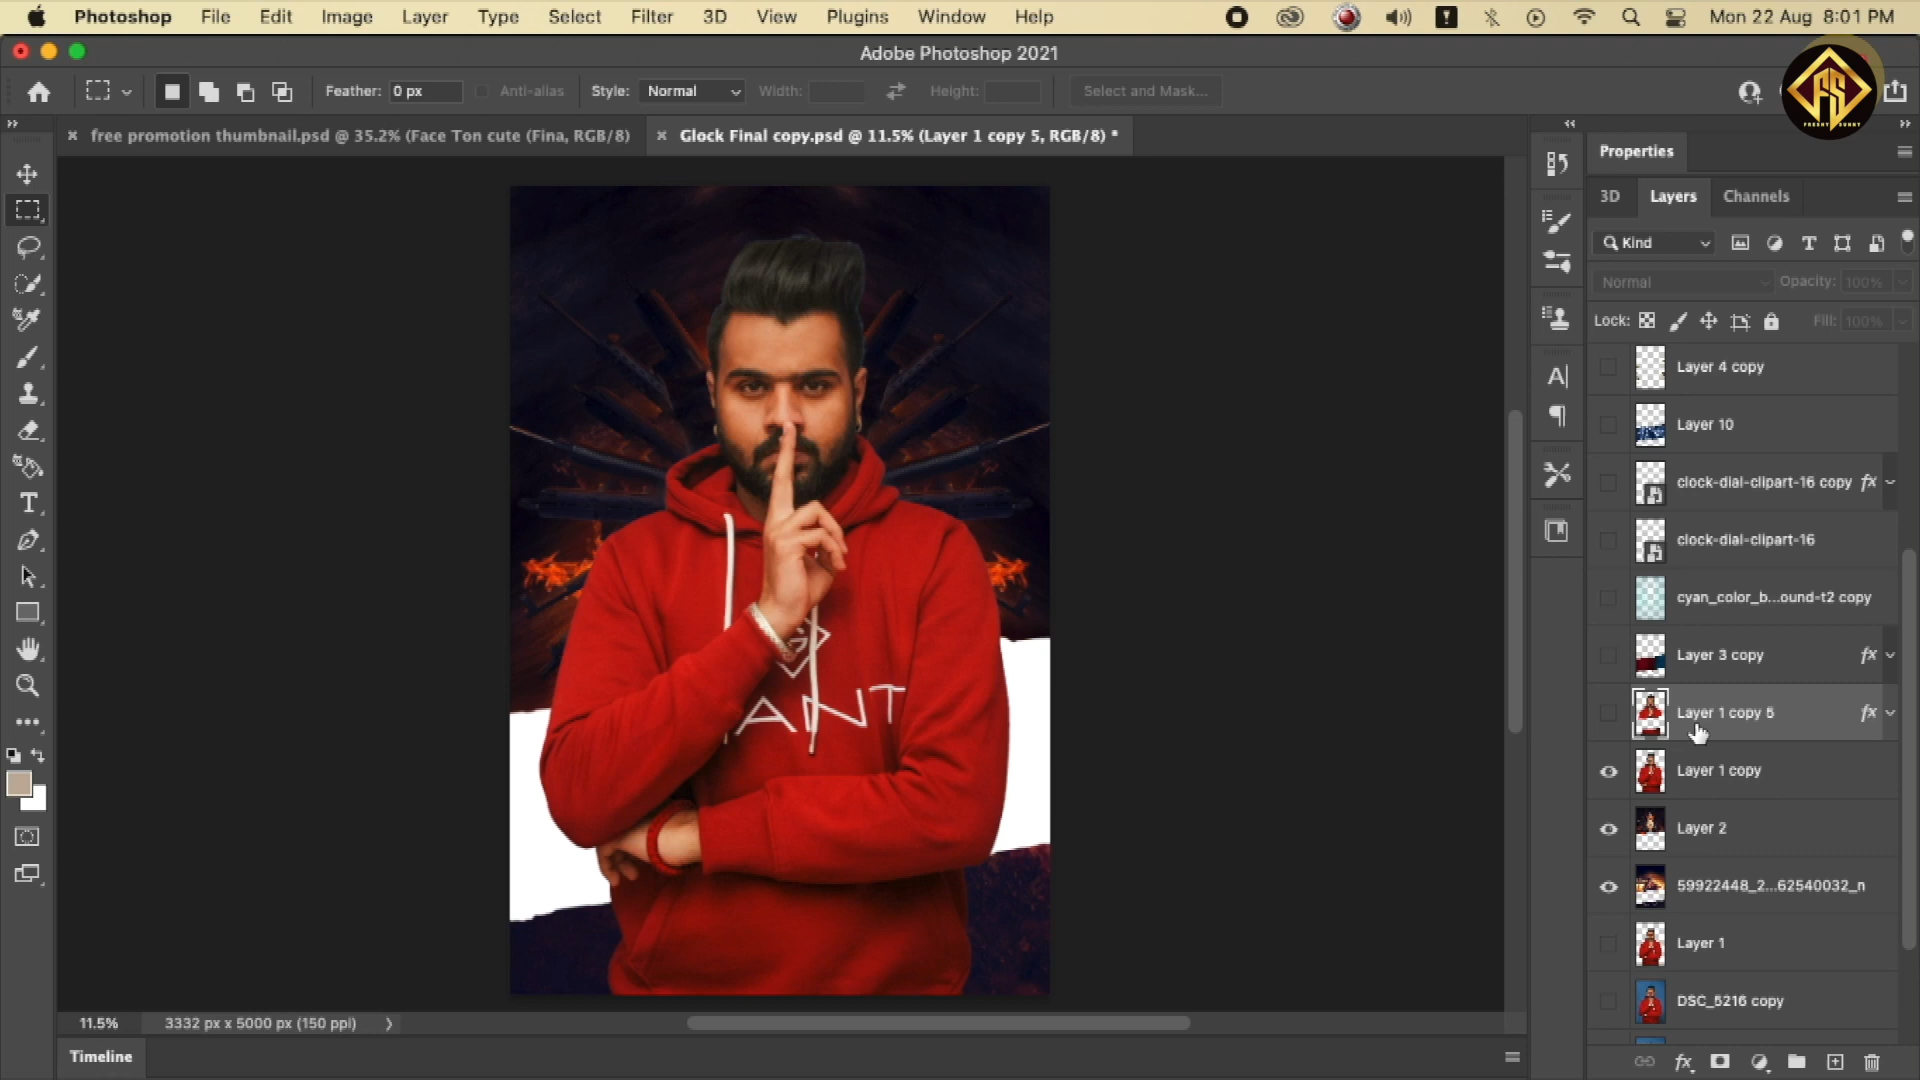 Photoshop File Edit Image Layer Type Select Filter 3D View Plugins Window Help Mon 22 Aug 8:01 PM
Adobe Photoshop 2021
Feather: 0 px Anti-alias Style: Normal Width: Height: Select and Mask...
FS
FRESHY SUNNY
× free promotion thumbnail.psd @ 35.2% (Face Ton cute (Fina, RGB/8) × Glock Final copy.psd @ 11.5% (Layer 1 copy 5, RGB/8) *
Properties
3D Layers Channels
Kind
Normal Opacity: 100%
Lock: Fill: 100%
Layer 4 copy
Layer 10
clock-dial-clipart-16 copy fx
clock-dial-clipart-16
cyan_color_b...ound-t2 copy
Layer 3 copy fx
Layer 1 copy 5 fx
Layer 1 copy
Layer 2
59922448_2...62540032_n
Layer 1
DSC_5216 copy
ANT
11.5% 3332 px x 5000 px (150 ppi)
Timeline